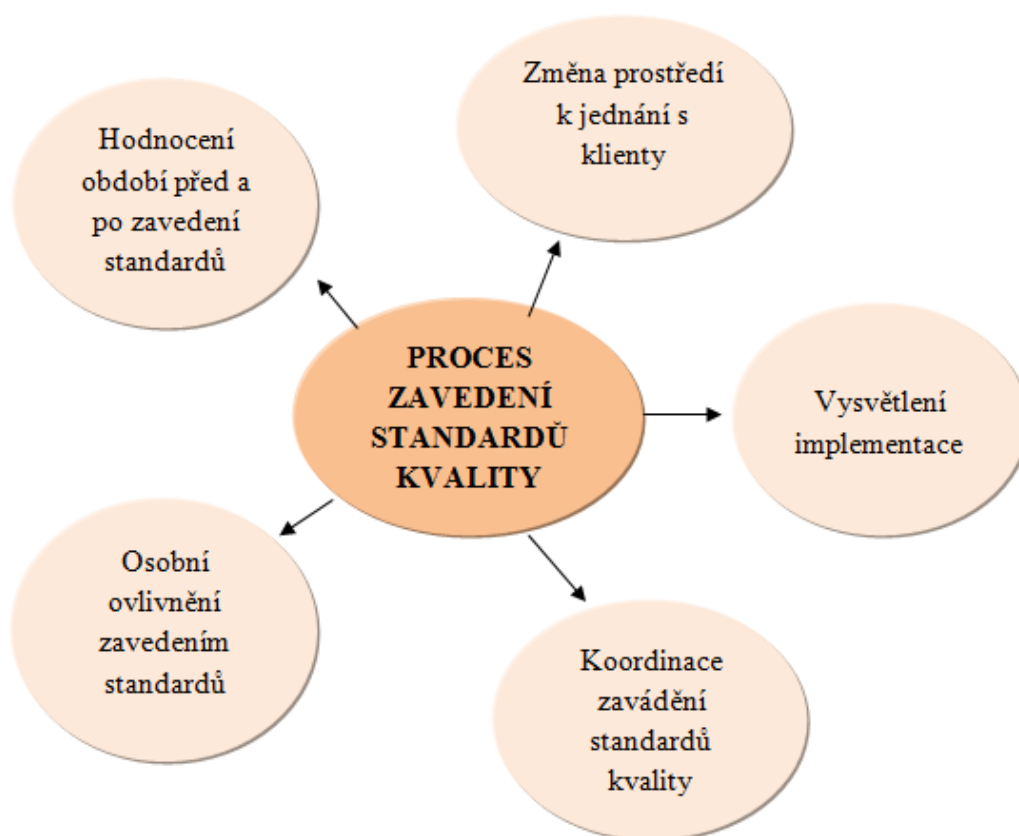 Změna prostředí
k jednání s
klienty
Hodnocení
období před a
po zavedení
standardů
PROCES
ZAVEDENÍ
STANDARDŮ
KVALITY
Vysvětlení
implementace
Osobní
ovlivnění
zavedením
standardů
Koordinace
zavádění
standardů
kvality